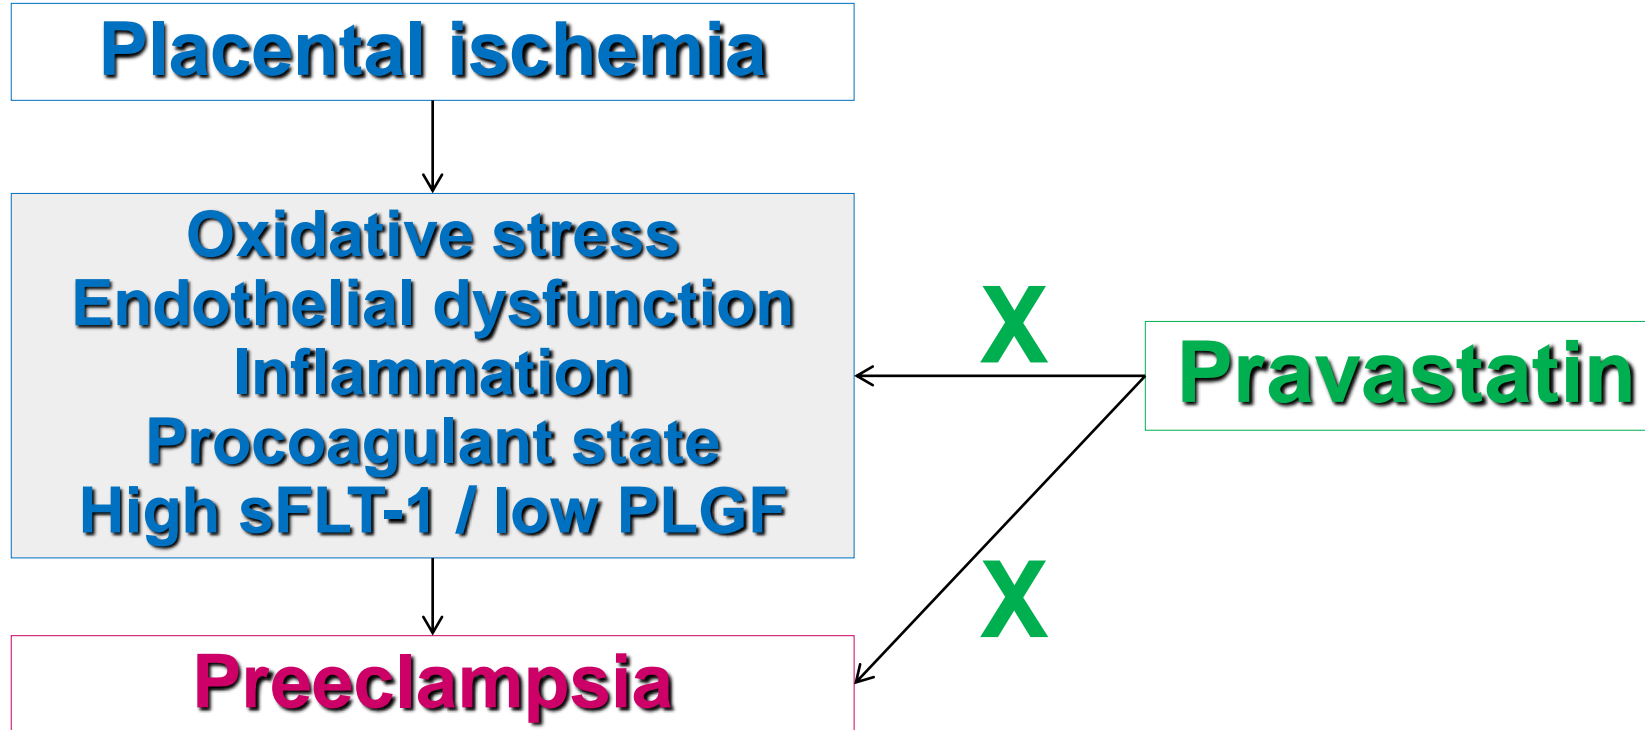 Placental ischemia
Oxidative stress
Endothelial dysfunction
Inflammation
Procoagulant state
High sFLT-1 / low PLGF
X
Pravastatin
X
Preeclampsia